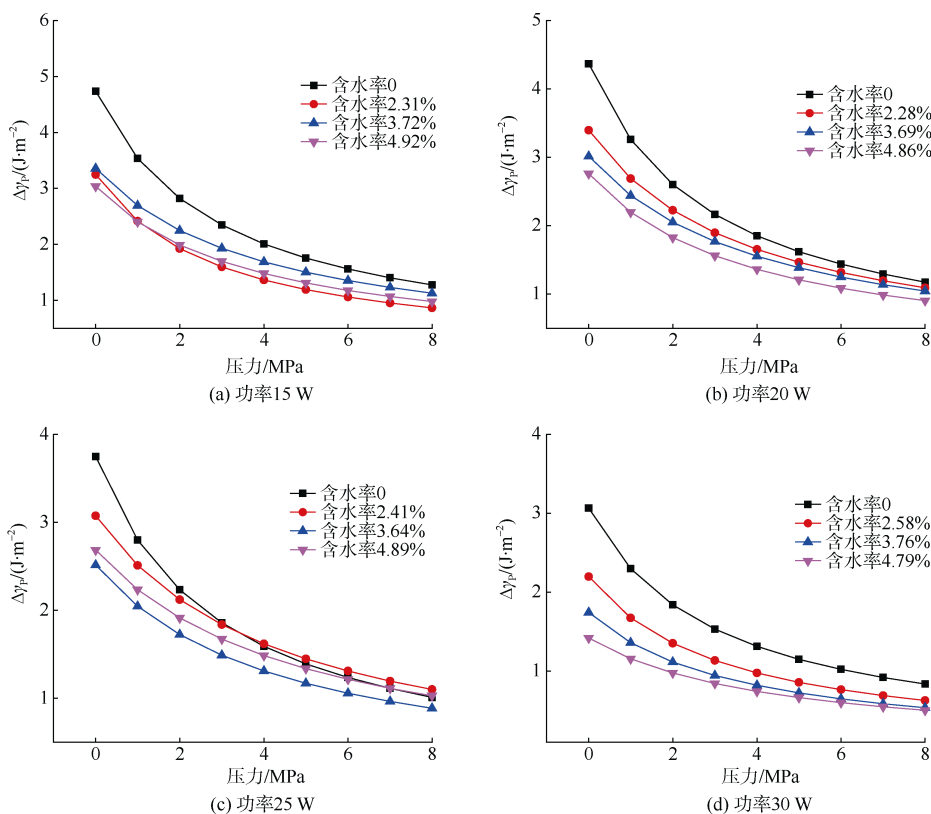 6
5
4
3
2
1
Δγₚ/(J·m⁻²)
含水率0
含水率2.31%
含水率3.72%
含水率4.92%
0 2 4 6 8
压力/MPa
(a) 功率15 W
5
4
3
2
1
Δγₚ/(J·m⁻²)
含水率0
含水率2.28%
含水率3.69%
含水率4.86%
0 2 4 6 8
压力/MPa
(b) 功率20 W
4
3
2
1
Δγₚ/(J·m⁻²)
含水率0
含水率2.41%
含水率3.64%
含水率4.89%
0 2 4 6 8
压力/MPa
(c) 功率25 W
4
3
2
1
Δγₚ/(J·m⁻²)
含水率0
含水率2.58%
含水率3.76%
含水率4.79%
0 2 4 6 8
压力/MPa
(d) 功率30 W